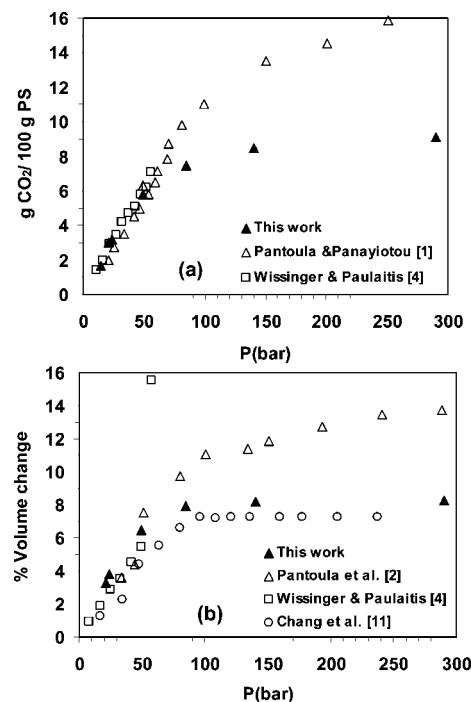 16
14
12
10
8
6
4
2
0
g CO₂/ 100 g PS
This work
Pantoula &Panayiotou [1]
Wissinger & Paulaitis [4]
(a)
0 50 100 150 200 250 300
P(bar)
16
14
12
10
8
6
4
2
0
% Volume change
This work
Pantoula et al. [2]
Wissinger & Paulaitis [4]
Chang et al. [11]
(b)
0 50 100 150 200 250 300
P(bar)